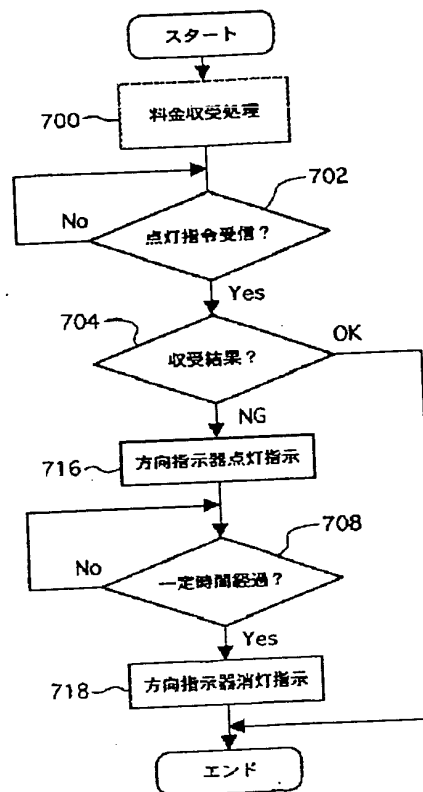 スタート
700
料金収受処理
702
No
点灯指令受信？
Yes
704
収受結果？
OK
NG
716
方向指示器点灯指示
708
No
一定時間経過？
Yes
718
方向指示器消灯指示
エンド